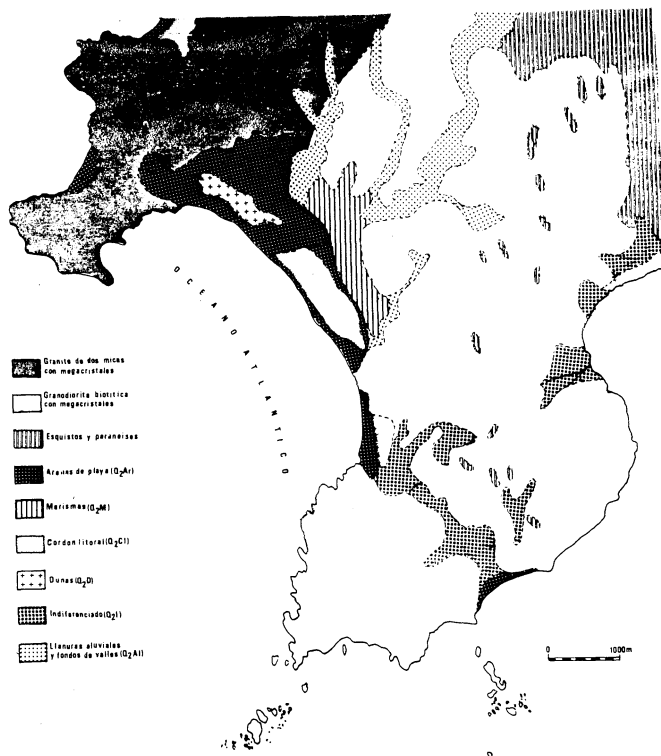 OCEANO ATLANTICO
Granito de dos micas
con megacristales
Granodiorita biotitica
con megacristales
Esquistos y paraneises
Arenas de playa (Q2Ar)
Marismas (Q2M)
Cordon litoral (Q2Cl)
Dunas (Q2D)
Indiferenciado (Q2I)
Llanuras aluviales
y fondos de valles (Q2Al)
0 1000m